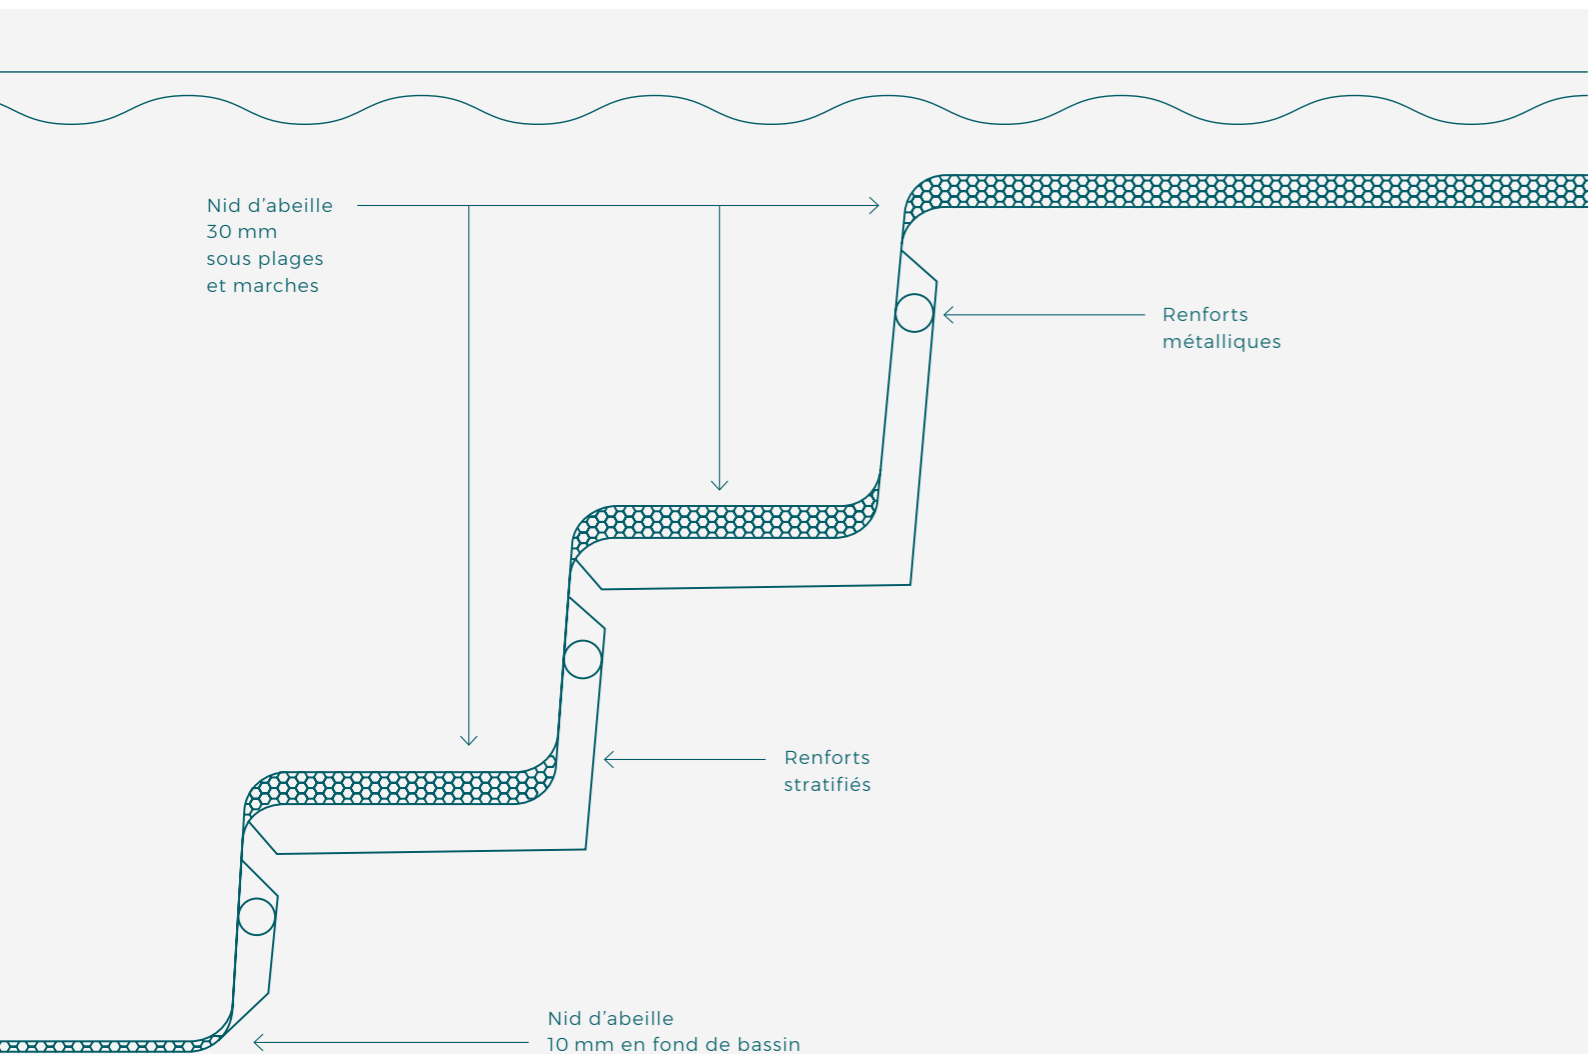 Nid d’abeille
30 mm
sous plages
et marches
Renforts
métalliques
Renforts
stratifiés
Nid d’abeille
10 mm en fond de bassin